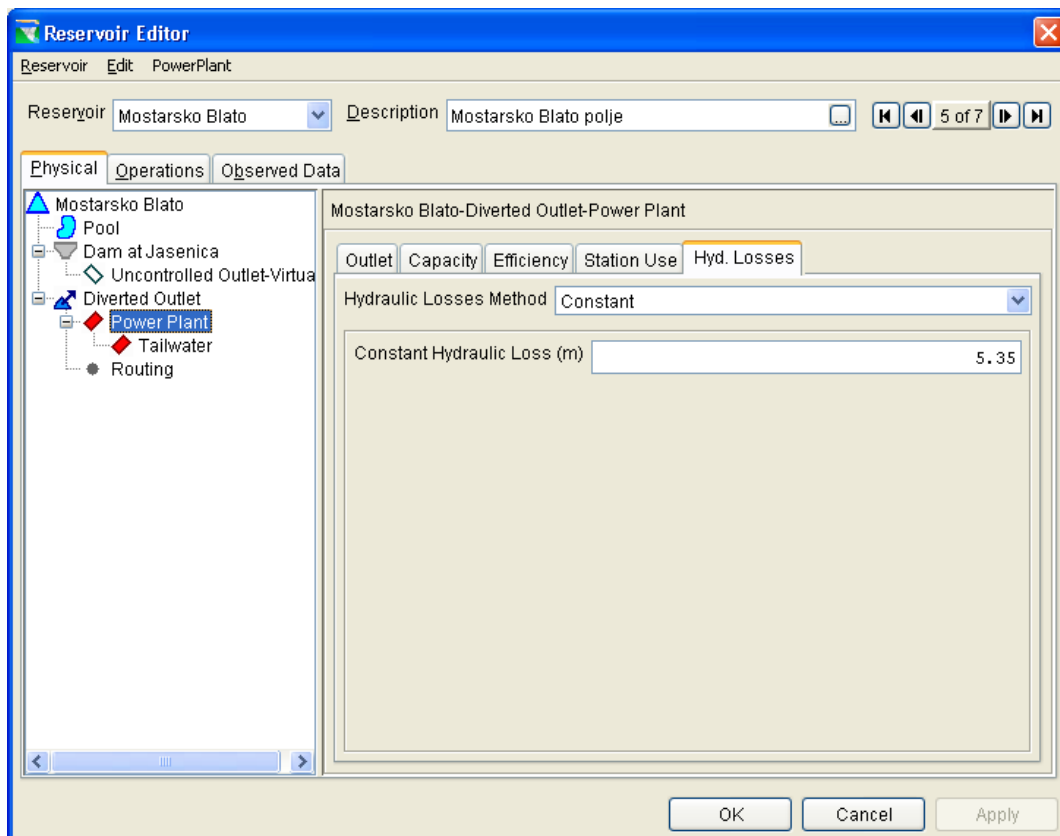 Reservoir Editor
Reservoir Edit PowerPlant
Reservoir Mostarsko Blato Description Mostarsko Blato polje ... 5 of 7
Physical Operations Observed Data
Mostarsko Blato
Pool
Dam at Jasenica
Uncontrolled Outlet-Virtua
Diverted Outlet
Power Plant
Tailwater
Routing
Mostarsko Blato-Diverted Outlet-Power Plant
Outlet Capacity Efficiency Station Use Hyd. Losses
Hydraulic Losses Method Constant
Constant Hydraulic Loss (m) 5.35
OK Cancel Apply